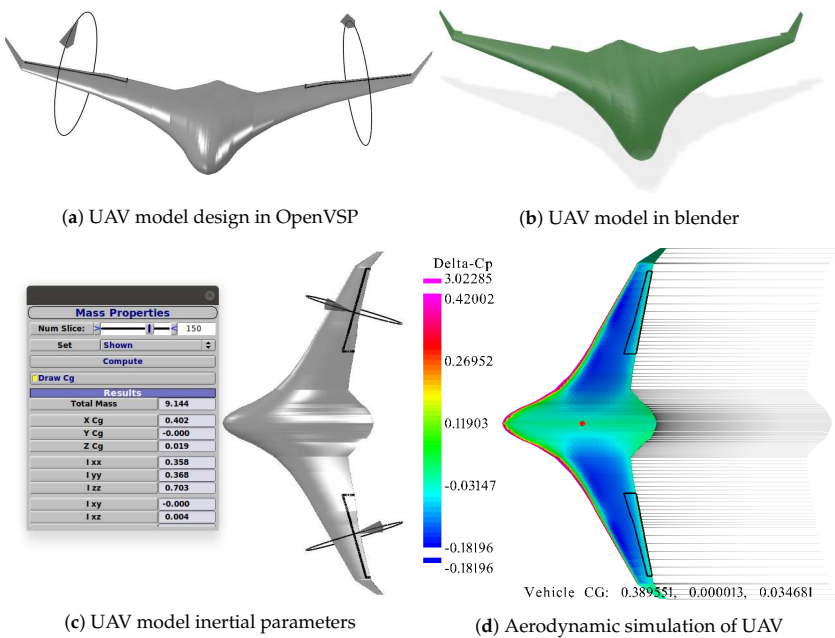 (a) UAV model design in OpenVSP
(b) UAV model in blender
Mass Properties
Num Slice: > < 150
Set Shown
Compute
Draw Cg
Results
Total Mass 9.144
X Cg 0.402
Y Cg -0.000
Z Cg 0.019
I xx 0.358
I yy 0.368
I zz 0.703
I xy -0.000
I xz 0.004
Delta-Cp
3.02285
0.42002
0.26952
0.11903
-0.03147
-0.18196
-0.18196
Vehicle CG: 0.389551, 0.000013, 0.034681
(c) UAV model inertial parameters
(d) Aerodynamic simulation of UAV